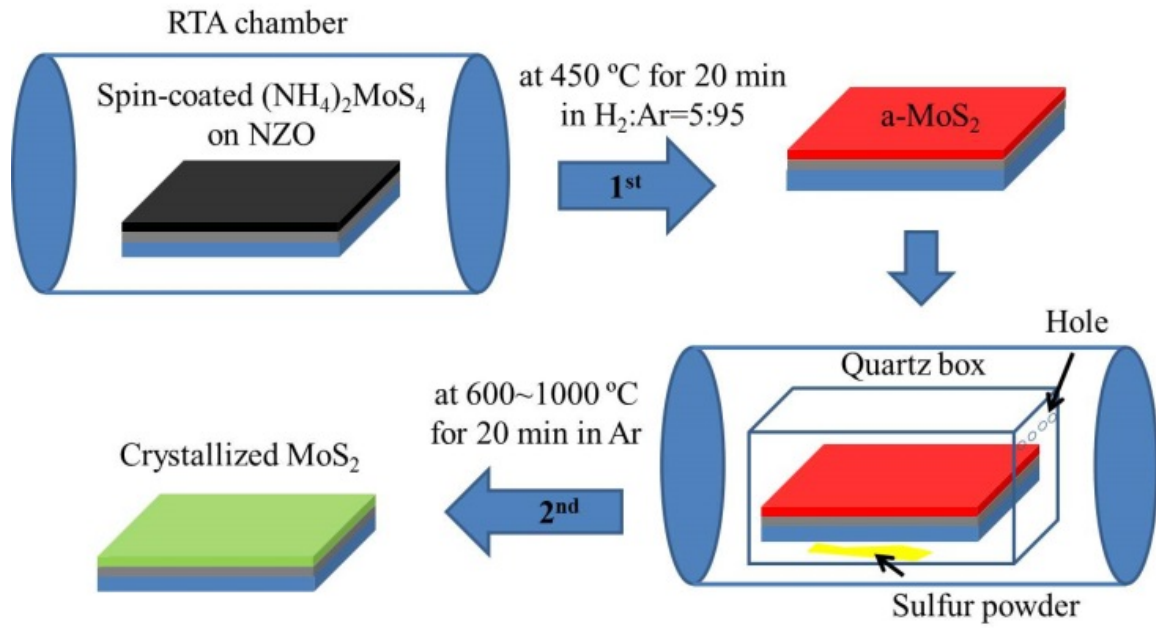 RTA chamber
Spin-coated (NH₄)₂MoS₄
on NZO
at 450 ºC for 20 min
in H₂:Ar=5:95
1ˢᵗ
a-MoS₂
Hole
Quartz box
at 600~1000 ºC
for 20 min in Ar
2ⁿᵈ
Crystallized MoS₂
Sulfur powder